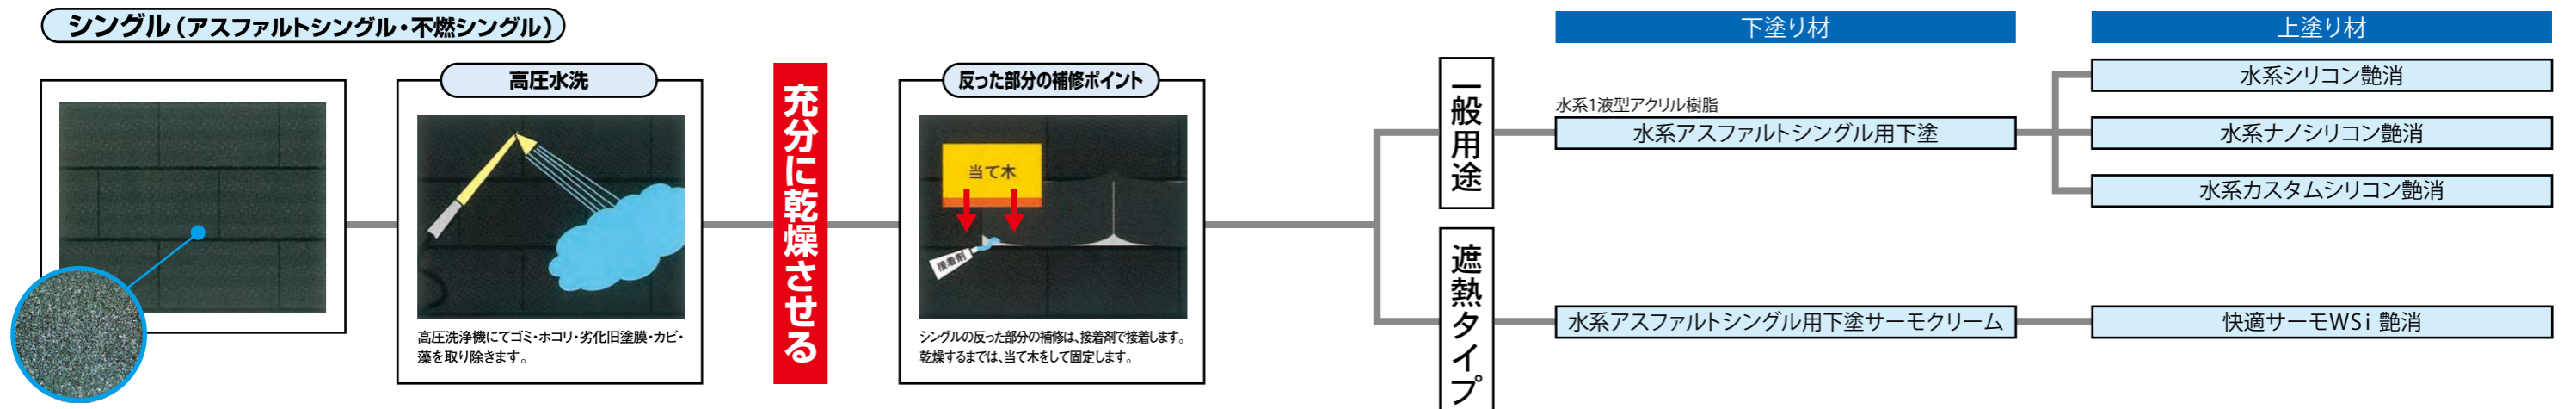 シングル（アスファルトシングル・不燃シングル）
高圧水洗
高圧洗浄機にてゴミ・ホコリ・劣化旧塗膜・カビ・
藻を取り除きます。
充分に乾燥させる
反った部分の補修ポイント
当て木
接着剤
シングルの反った部分の補修は、接着剤で接着します。
乾燥するまでは、当て木をして固定します。
一般用途
遮熱タイプ
下塗り材
水系1液型アクリル樹脂
水系アスファルトシングル用下塗
水系アスファルトシングル用下塗サーモクリーム
上塗り材
水系シリコン艶消
水系ナノシリコン艶消
水系カスタムシリコン艶消
快適サーモWSi 艶消